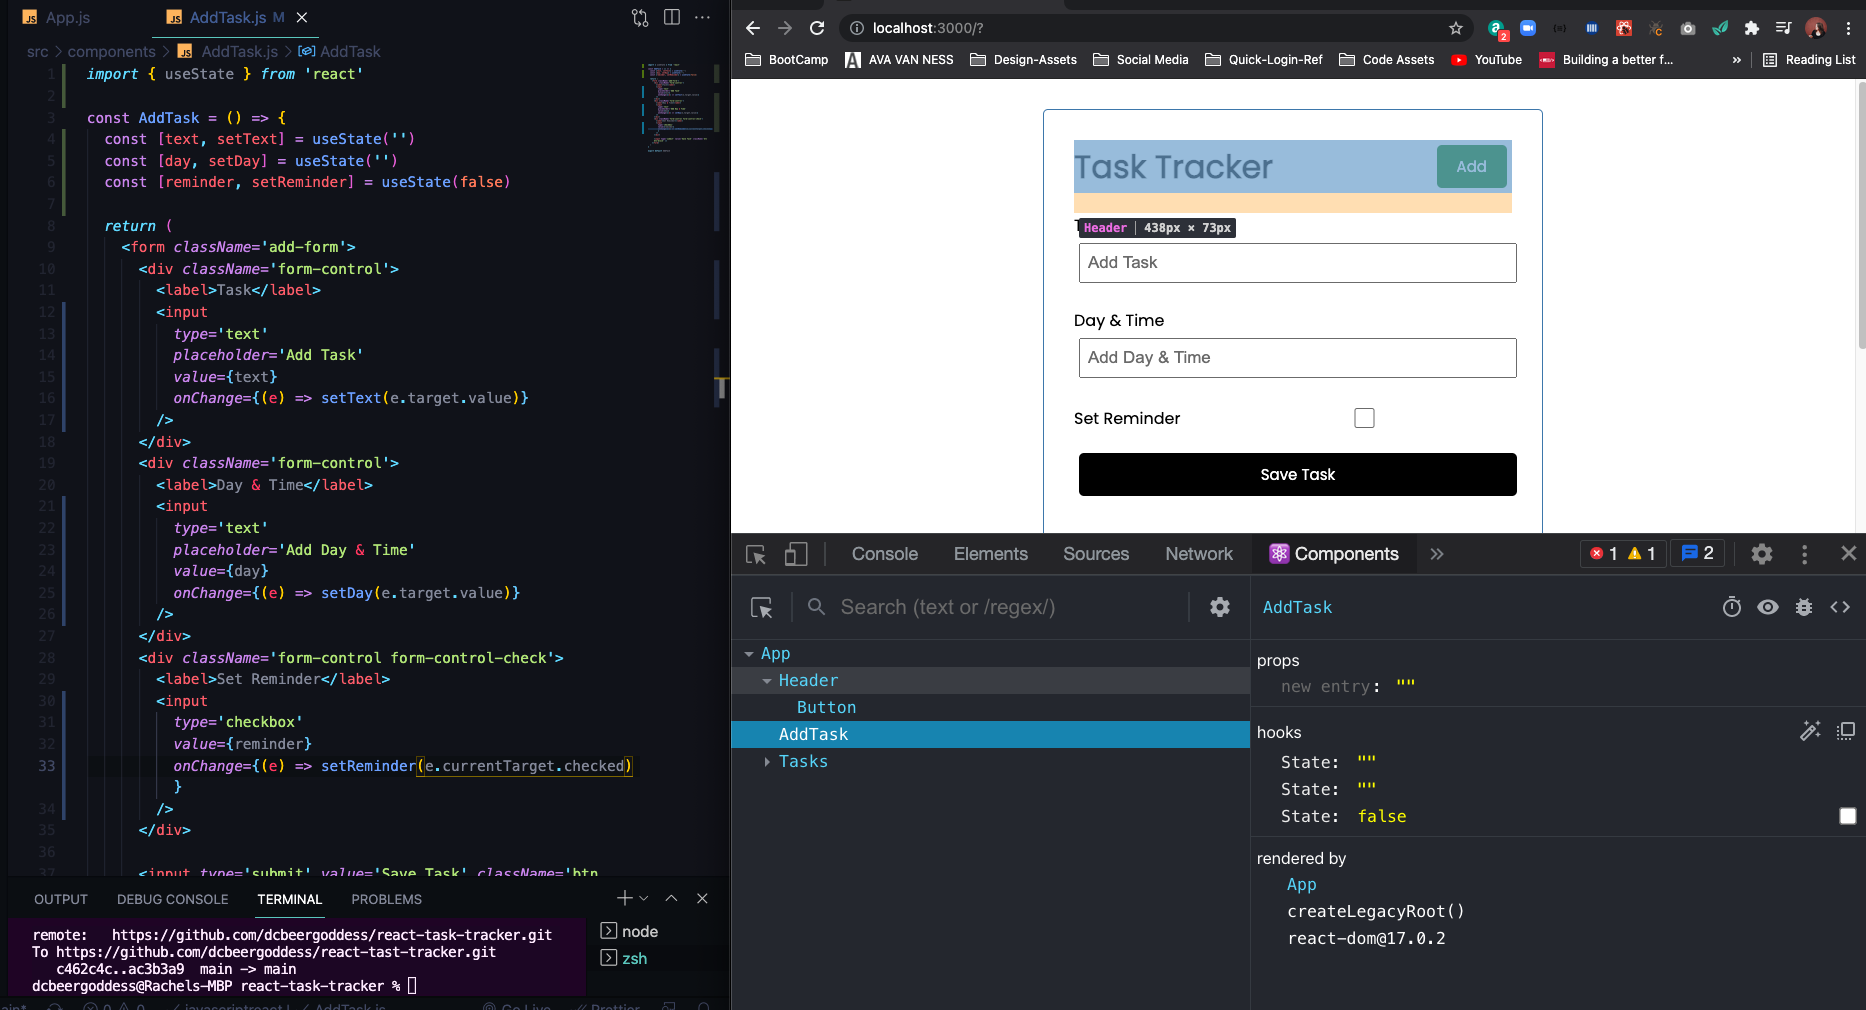 App.js
AddTask.js M
src > components > AddTask.js > AddTask
1 import { useState } from 'react'
2
3 const AddTask = () => {
4 const [text, setText] = useState('')
5 const [day, setDay] = useState('')
6 const [reminder, setReminder] = useState(false)
7
8 return (
9 <form className='add-form'>
10 <div className='form-control'>
11 <label>Task</label>
12 <input
13 type='text'
14 placeholder='Add Task'
15 value={text}
16 onChange={(e) => setText(e.target.value)}
17 />
18 </div>
19 <div className='form-control'>
20 <label>Day & Time</label>
21 <input
22 type='text'
23 placeholder='Add Day & Time'
24 value={day}
25 onChange={(e) => setDay(e.target.value)}
26 />
27 </div>
28 <div className='form-control form-control-check'>
29 <label>Set Reminder</label>
30 <input
31 type='checkbox'
32 value={reminder}
33 onChange={(e) => setReminder(e.currentTarget.checked)
}
34 />
35 </div>
36
37 <input type='submit' value='Save Task' className='btn
OUTPUT DEBUG CONSOLE TERMINAL PROBLEMS
remote: https://github.com/dcbeergoddess/react-task-tracker.git
To https://github.com/dcbeergoddess/react-tast-tracker.git
c462c4c..ac3b3a9 main -> main
dcbeergoddess@Rachels-MBP react-task-tracker %
node
zsh
localhost:3000/?
2
BootCamp
AVA VAN NESS
Design-Assets
Social Media
Quick-Login-Ref
Code Assets
YouTube
Building a better f...
»
Reading List
Task Tracker
Add
Header | 438px × 73px
Add Task
Day & Time
Add Day & Time
Set Reminder
Save Task
Console Elements Sources Network Components » 1 1 2
Search (text or /regex/)
App
Header
Button
AddTask
Tasks
AddTask
props
new entry: ""
hooks
State: ""
State: ""
State: false
rendered by
App
createLegacyRoot()
react-dom@17.0.2